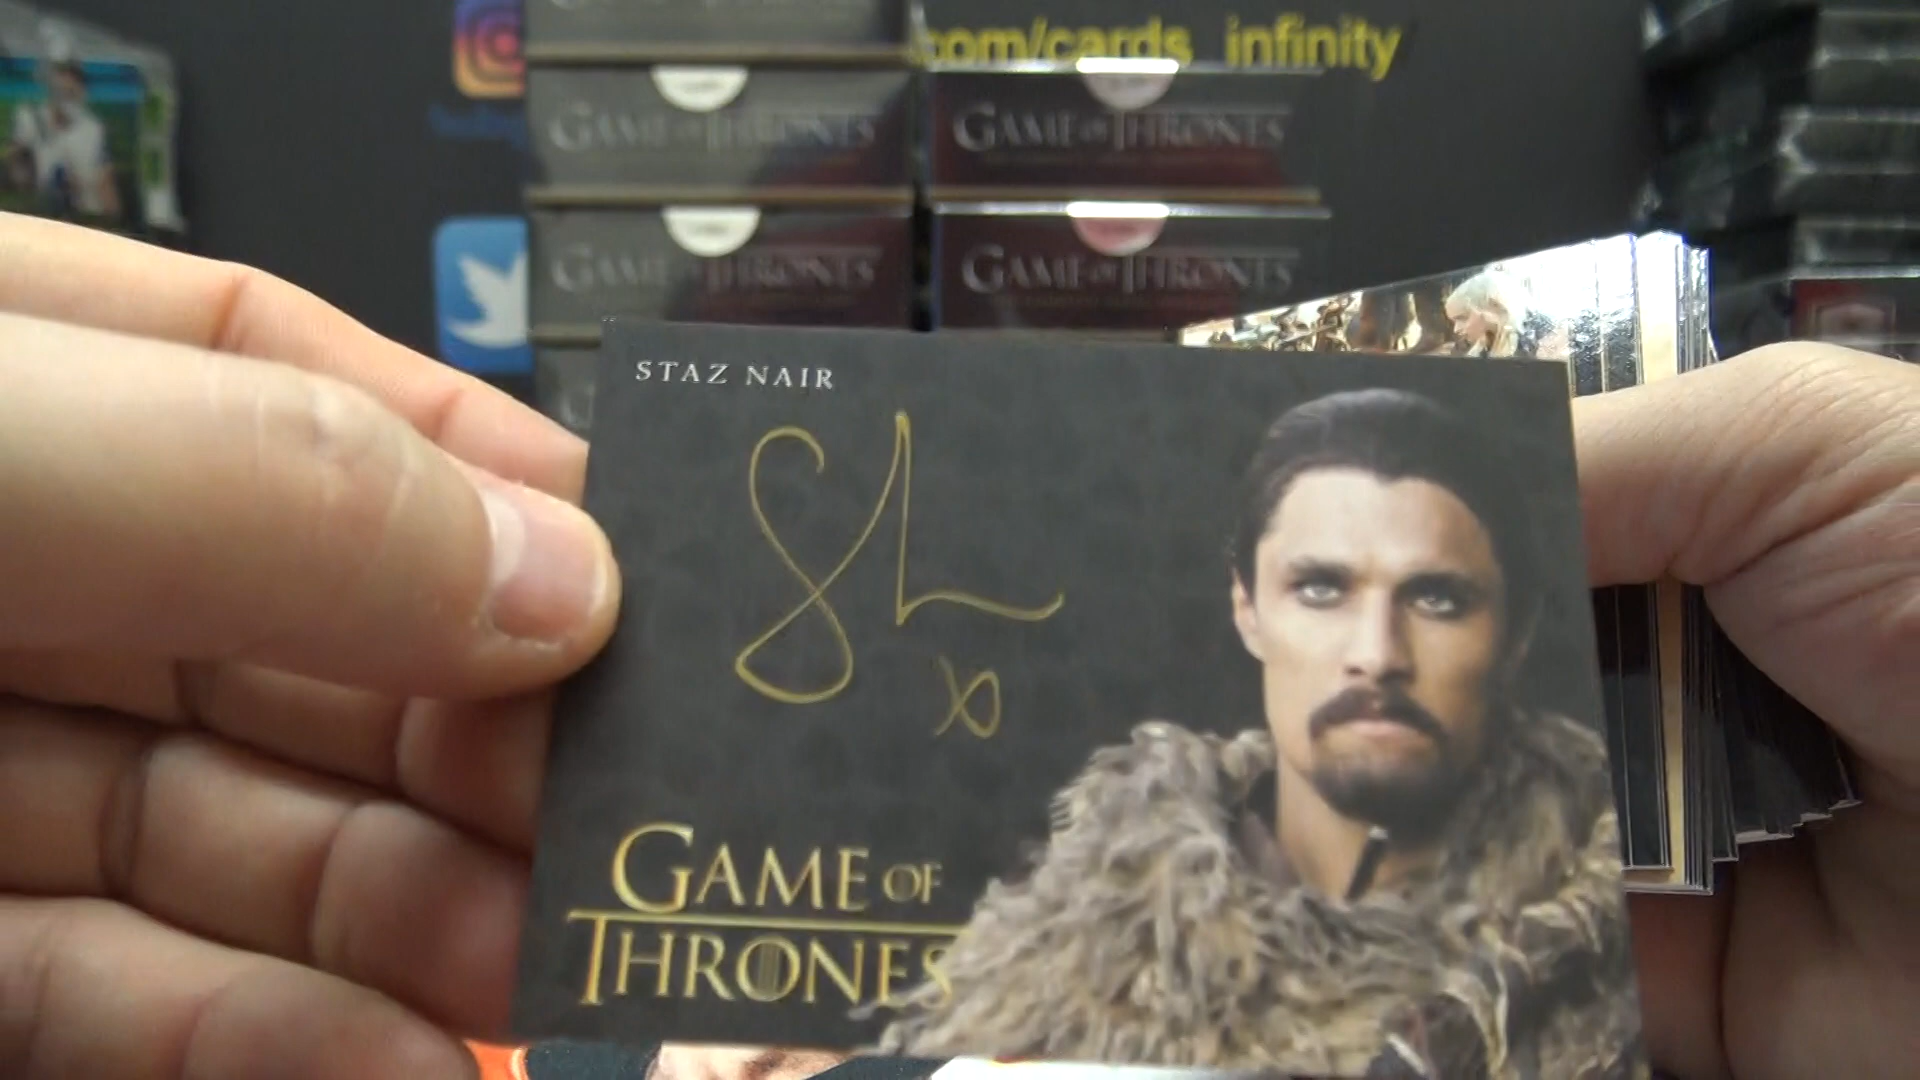 .com/cards_infinity
GAME OF THRONES
GAME OF THRONES
GAME OF THRONES
GAME OF THRONES
STAZ NAIR
xo
GAME OF
THRONES